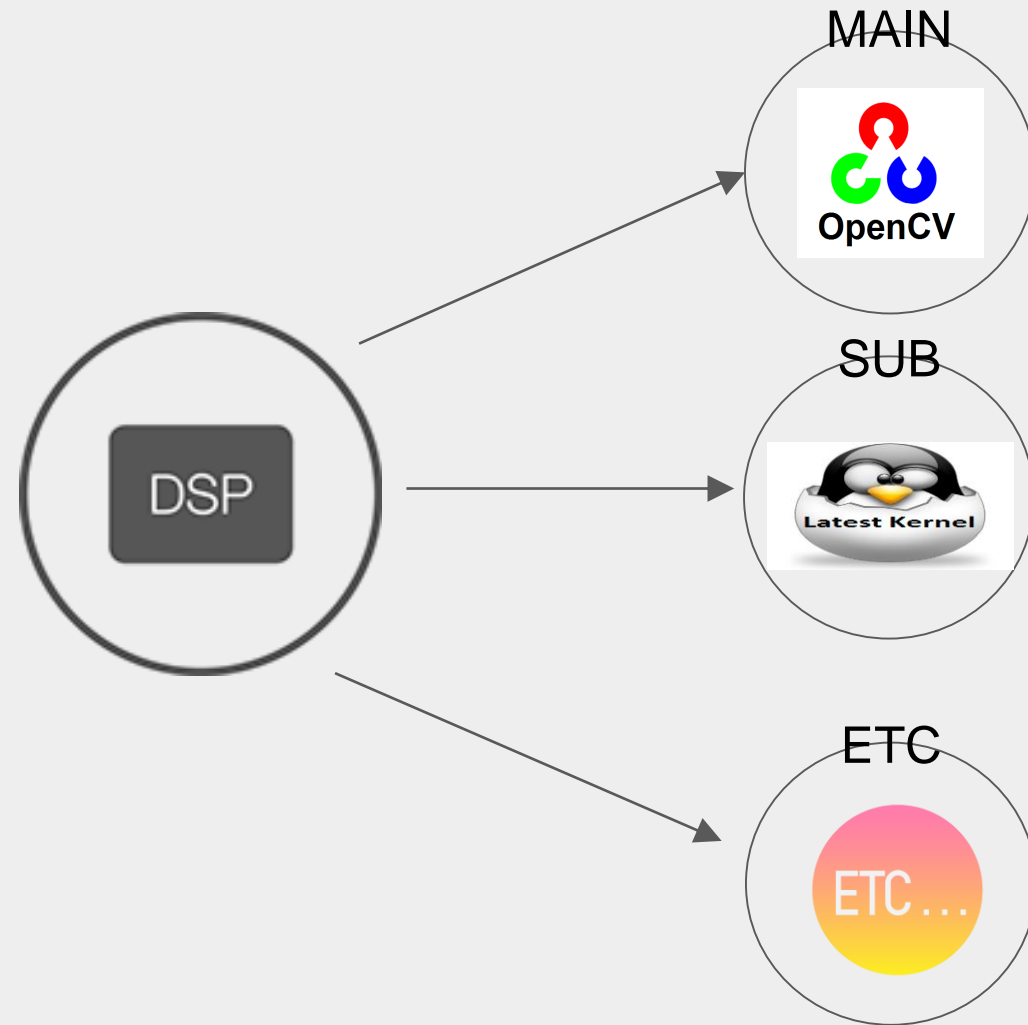 MAIN
OpenCV
SUB
DSP
Latest Kernel
ETC
ETC ...